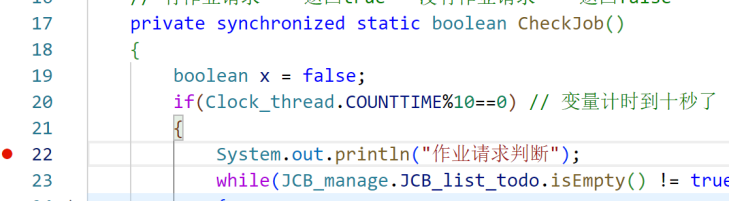 17 private synchronized static boolean CheckJob()
18 {
19 boolean x = false;
20 if(Clock_thread.COUNTTIME%10==0) // 变量计时到十秒了
21 {
22 System.out.println("作业请求判断");
23 while(JCB_manage.JCB_list_todo.isEmpty() != true